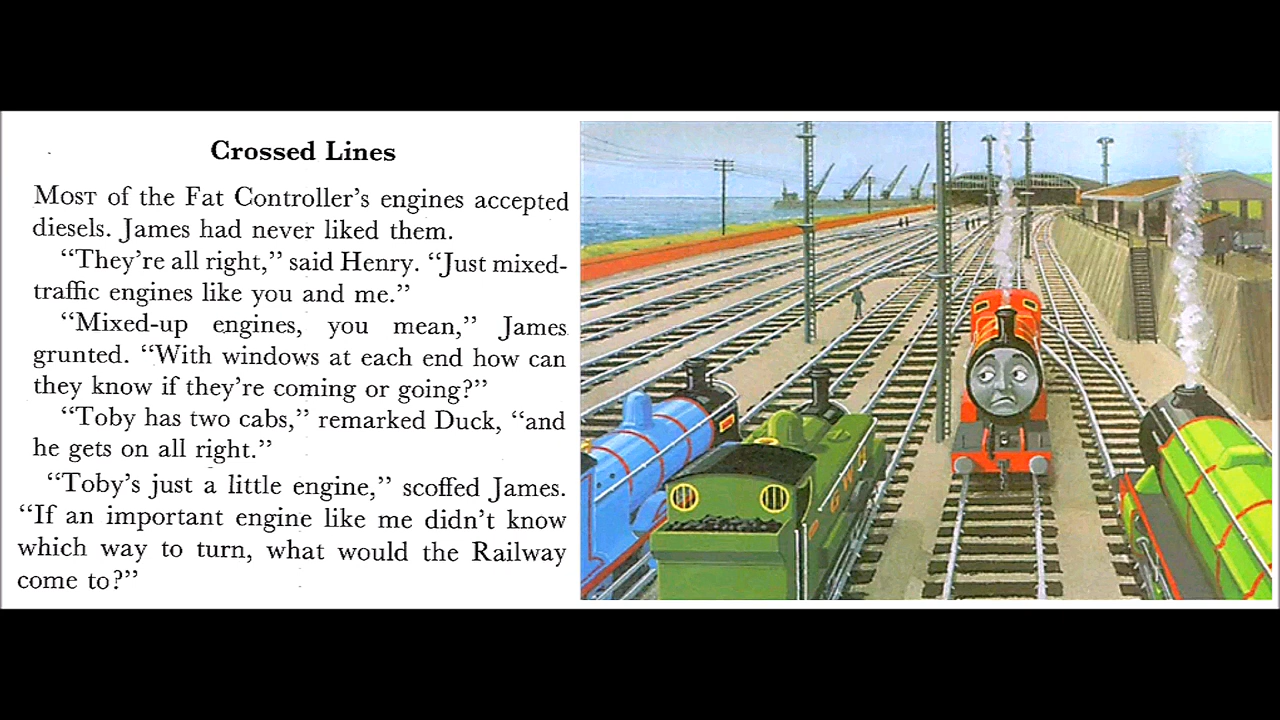 Crossed Lines
MOST of the Fat Controller's engines accepted
diesels. James had never liked them.
“They're all right,” said Henry. “Just mixed-
traffic engines like you and me.”
“Mixed-up engines, you mean,” James
grunted. “With windows at each end how can
they know if they're coming or going?”
“Toby has two cabs,” remarked Duck, “and
he gets on all right.”
“Toby's just a little engine,” scoffed James.
“If an important engine like me didn't know
which way to turn, what would the Railway
come to?”
G W